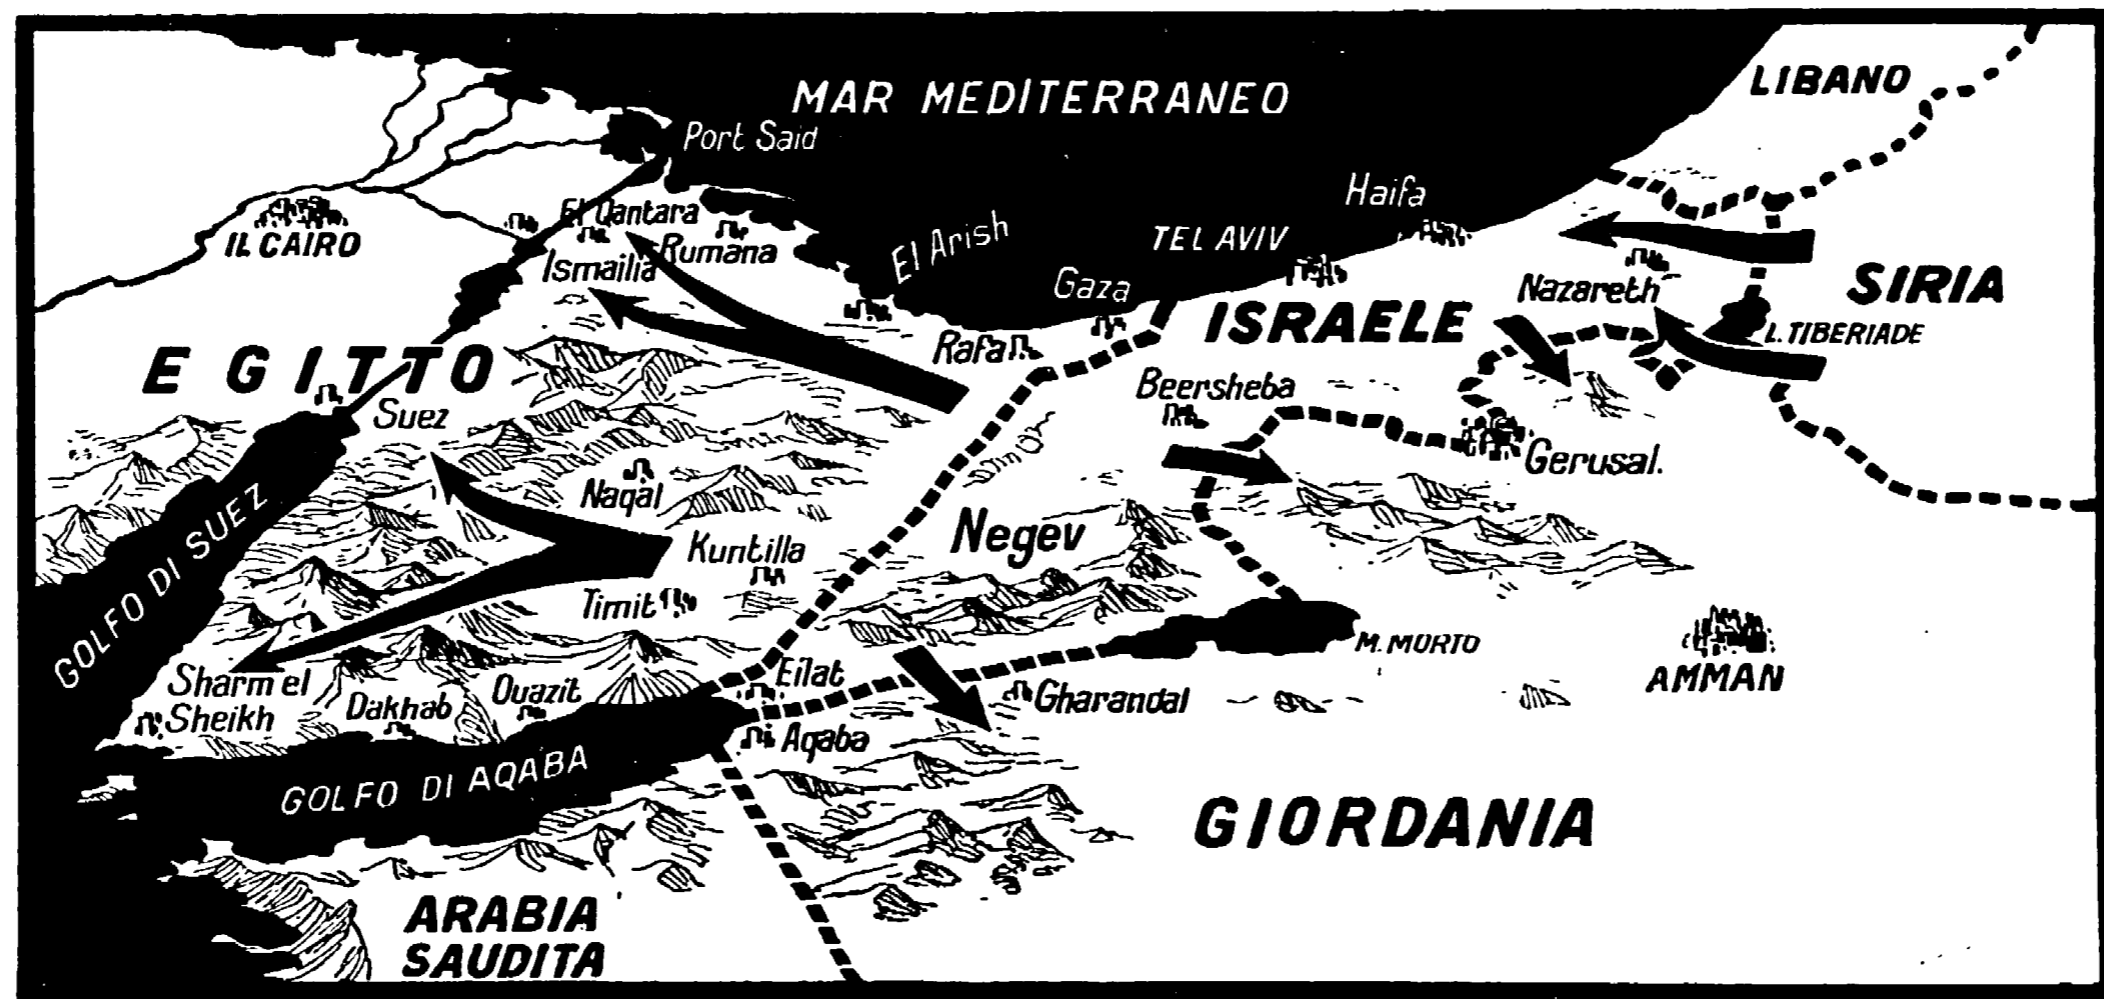 MAR MEDITERRANEO
LIBANO
Port Said
Haifa
El Qantara
IL CAIRO
Rumana
El Arish
TEL AVIV
Ismailia
Gaza
Nazareth
SIRIA
ISRAELE
L. TIBERIADE
Rafa
EGITTO
Beersheba
Suez
Gerusal.
Naqal
GOLFO DI SUEZ
Negev
Kuntilla
Timit
M. MORTO
AMMAN
Sharm el
Sheikh
Dakhab
Ouazit
Eilat
Gharandal
Aqaba
GOLFO DI AQABA
GIORDANIA
ARABIA
SAUDITA